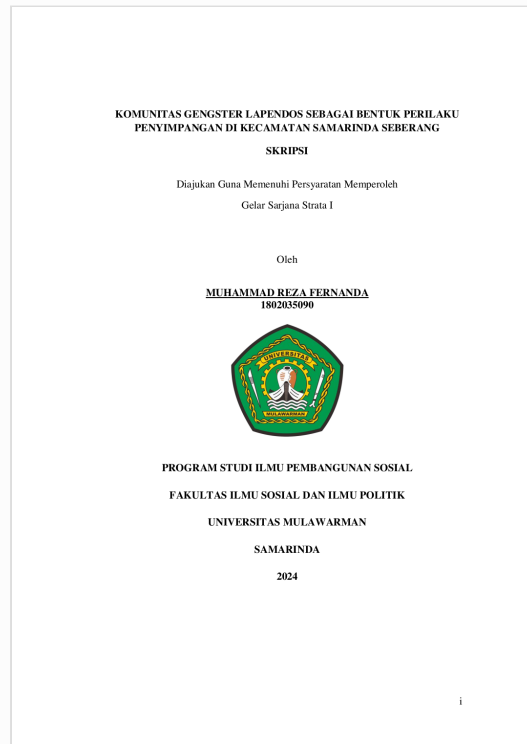 KOMUNITAS GENGSTER LAPENDOS SEBAGAI BENTUK PERILAKU
PENYIMPANGAN DI KECAMATAN SAMARINDA SEBERANG
SKRIPSI
Diajukan Guna Memenuhi Persyaratan Memperoleh
Gelar Sarjana Strata I
Oleh
MUHAMMAD REZA FERNANDA
1802035090
UNIVERSITAS
MULAWARMAN
PROGRAM STUDI ILMU PEMBANGUNAN SOSIAL
FAKULTAS ILMU SOSIAL DAN ILMU POLITIK
UNIVERSITAS MULAWARMAN
SAMARINDA
2024
i